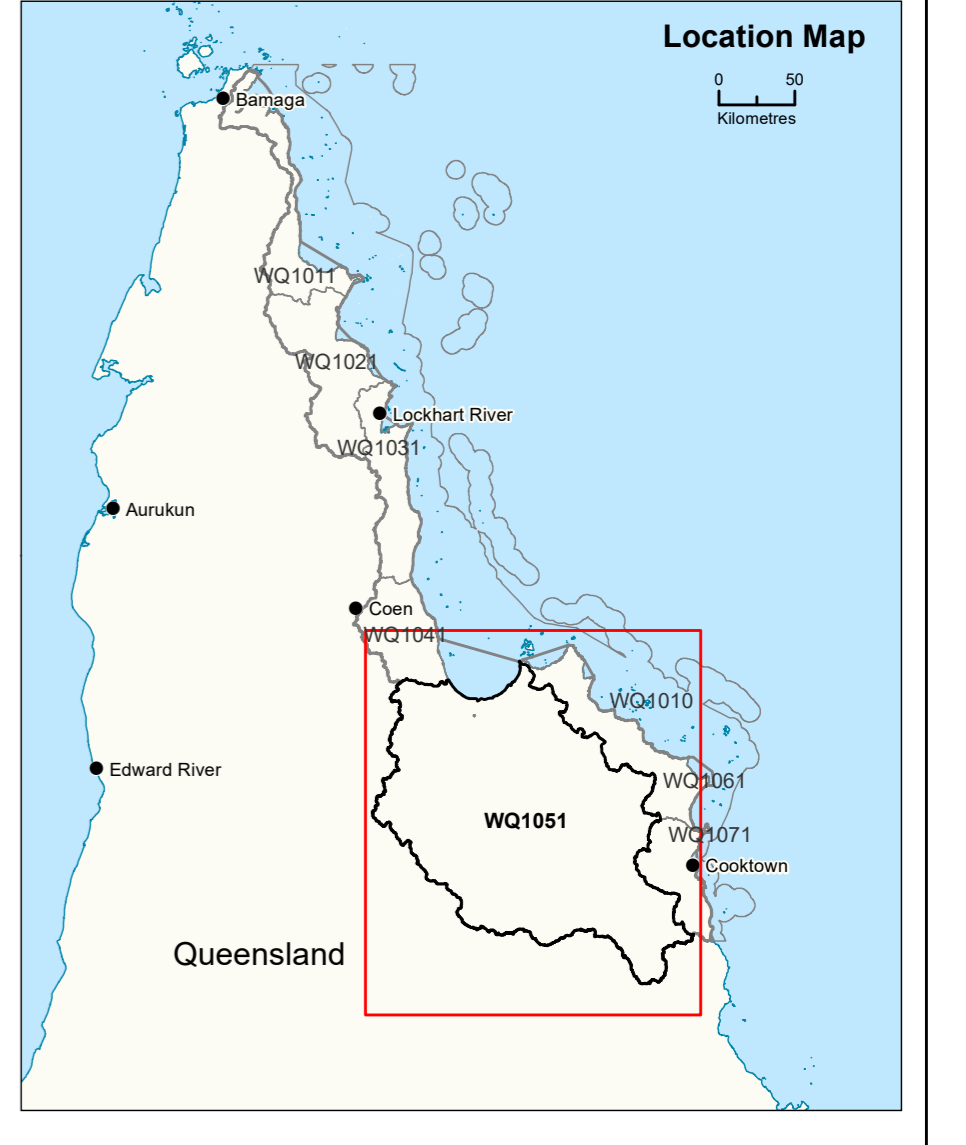 Location Map
0 50
Kilometres
Bamaga
WQ1011
WQ1021
Lockhart River
WQ1031
Aurukun
Coen
WQ1041
WQ1010
Edward River
WQ1061
WQ1051
WQ1071
Cooktown
Queensland